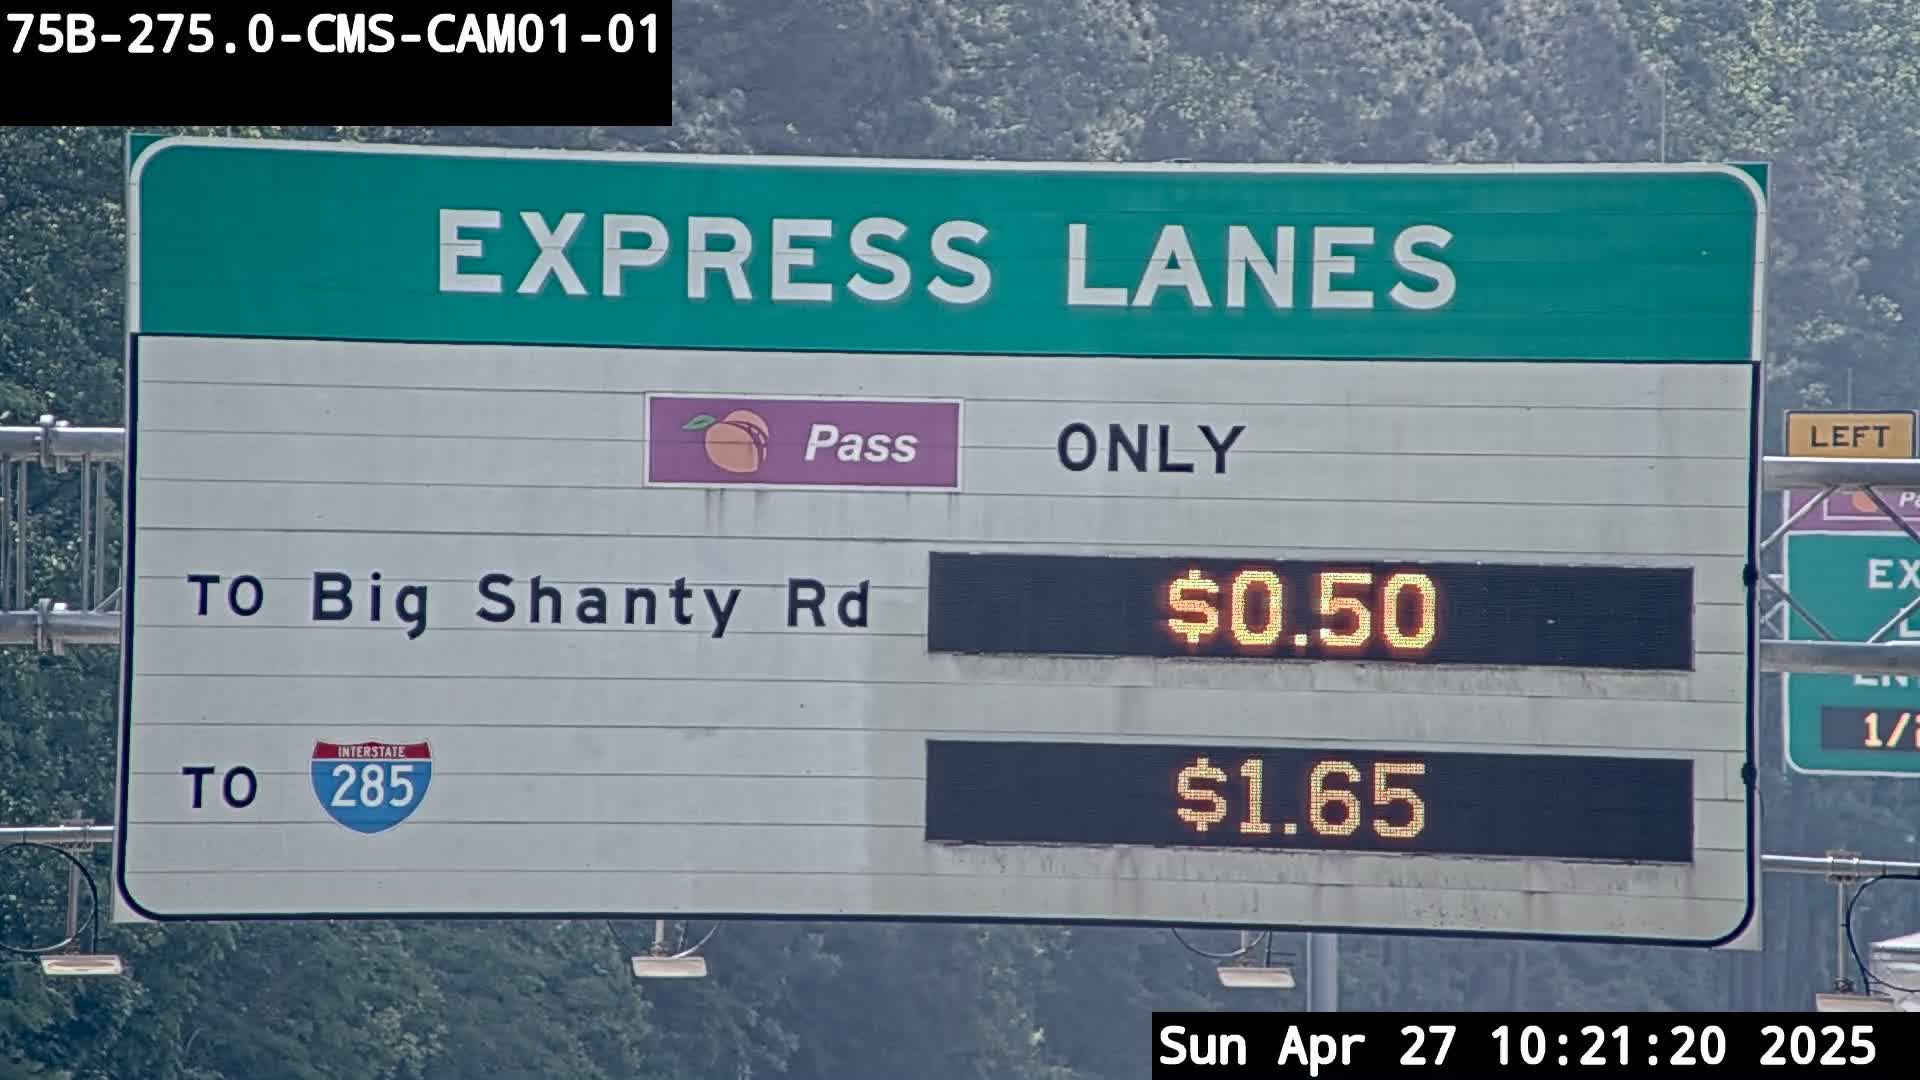 75B-275.0-CMS-CAM01-01
EXPRESS LANES
Pass ONLY
TO Big Shanty Rd $0.50
TO INTERSTATE 285 $1.65
LEFT
Sun Apr 27 10:21:20 2025